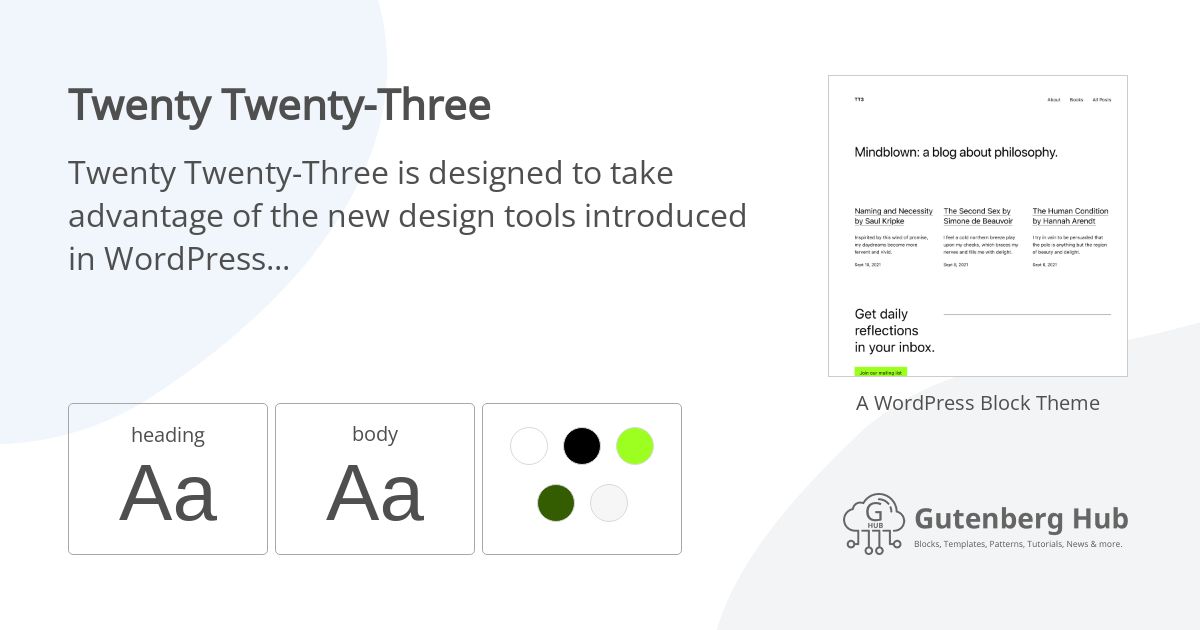 Twenty Twenty-Three
Twenty Twenty-Three is designed to take
advantage of the new design tools introduced
in WordPress...
heading
Aa
body
Aa
TT3
About Books All Posts
Mindblown: a blog about philosophy.
Naming and Necessity
by Saul Kripke
Inspirited by this wind of promise,
my daydreams become more
fervent and vivid.
Sept 10, 2021
The Second Sex by
Simone de Beauvoir
I feel a cold northern breeze play
upon my cheeks, which braces my
nerves and fills me with delight.
Sept 8, 2021
The Human Condition
by Hannah Arendt
I try in vain to be persuaded that
the pole is anything but the region
of beauty and delight.
Sept 6, 2021
Get daily
reflections
in your inbox.
Join our mailing list
A WordPress Block Theme
G
HUB
Gutenberg Hub
Blocks, Templates, Patterns, Tutorials, News & more.